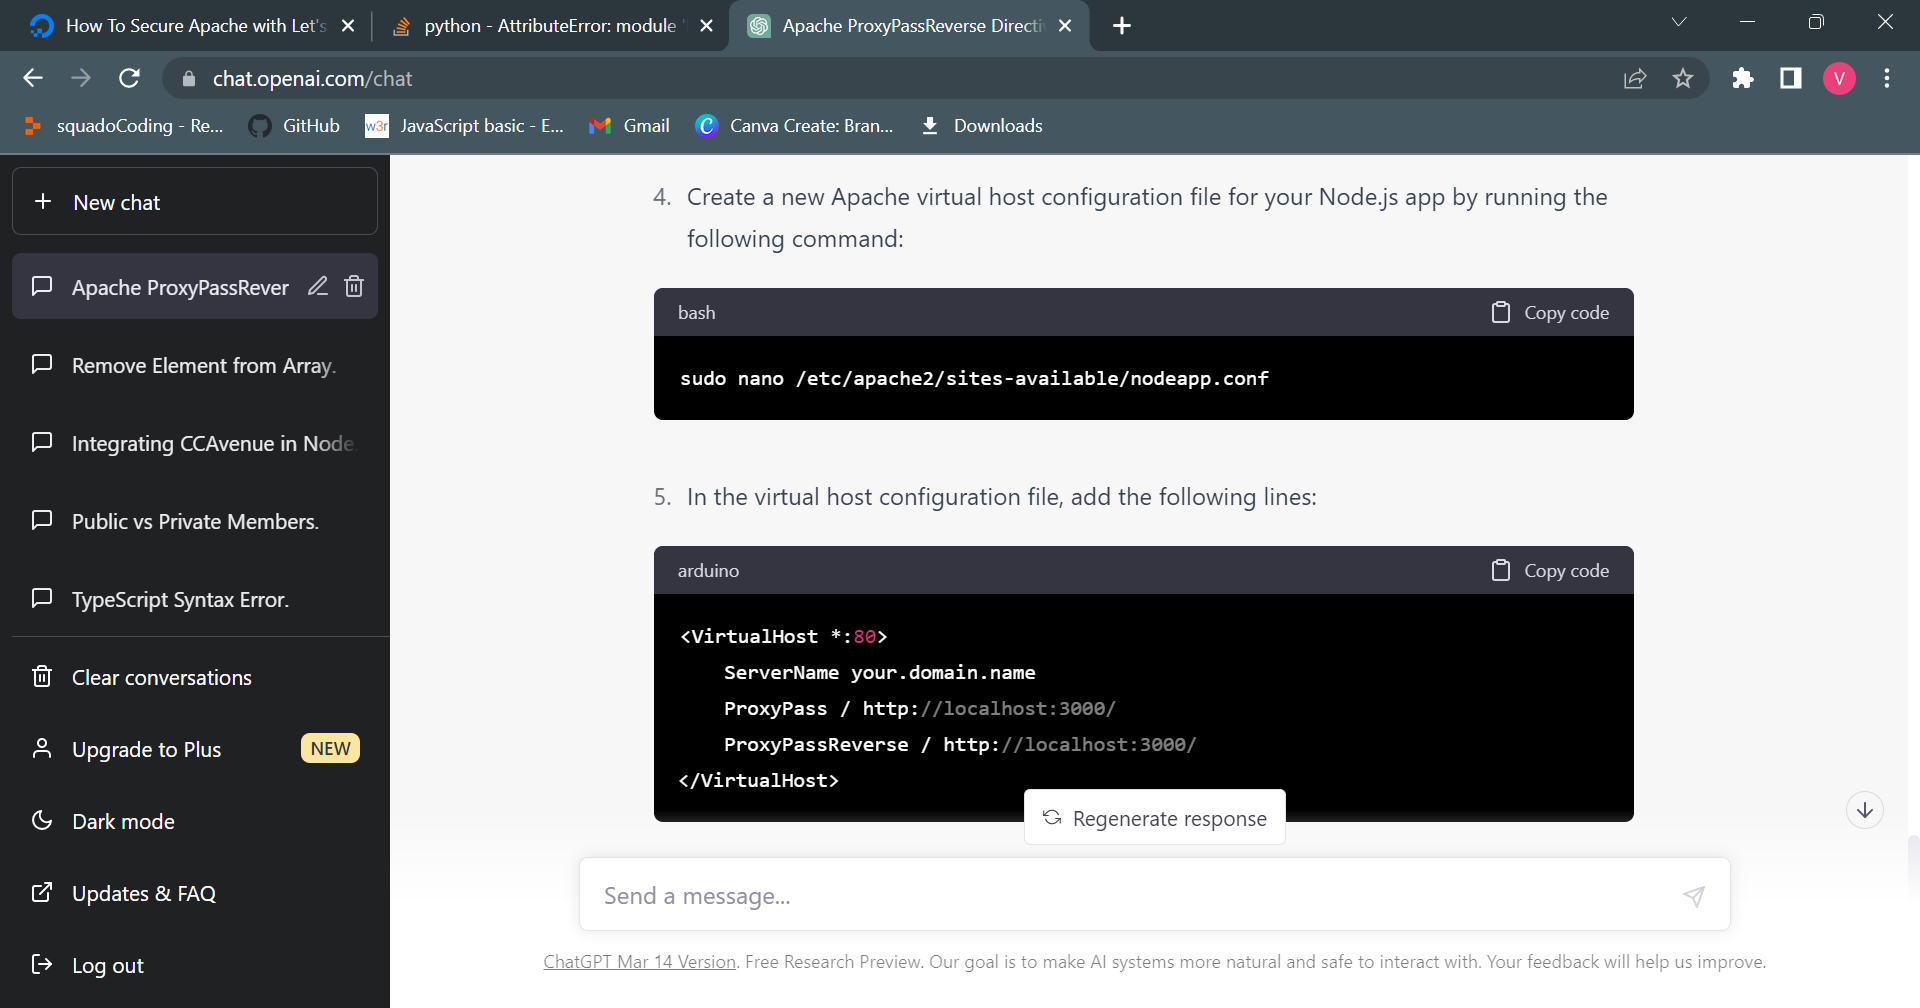 How To Secure Apache with Let's
python - AttributeError: module '
Apache ProxyPassReverse Directi
chat.openai.com/chat
V
squadoCoding - Re...
GitHub
w3r
JavaScript basic - E...
Gmail
C
Canva Create: Bran...
Downloads
New chat
Apache ProxyPassRever
Remove Element from Array.
Integrating CCAvenue in Node.
Public vs Private Members.
TypeScript Syntax Error.
Clear conversations
Upgrade to Plus
NEW
Dark mode
Updates & FAQ
Log out
4. Create a new Apache virtual host configuration file for your Node.js app by running the
following command:
bash
Copy code
sudo nano /etc/apache2/sites-available/nodeapp.conf
5. In the virtual host configuration file, add the following lines:
arduino
Copy code
<VirtualHost *:80>
ServerName your.domain.name
ProxyPass / http://localhost:3000/
ProxyPassReverse / http://localhost:3000/
</VirtualHost>
Regenerate response
Send a message...
ChatGPT Mar 14 Version. Free Research Preview. Our goal is to make AI systems more natural and safe to interact with. Your feedback will help us improve.